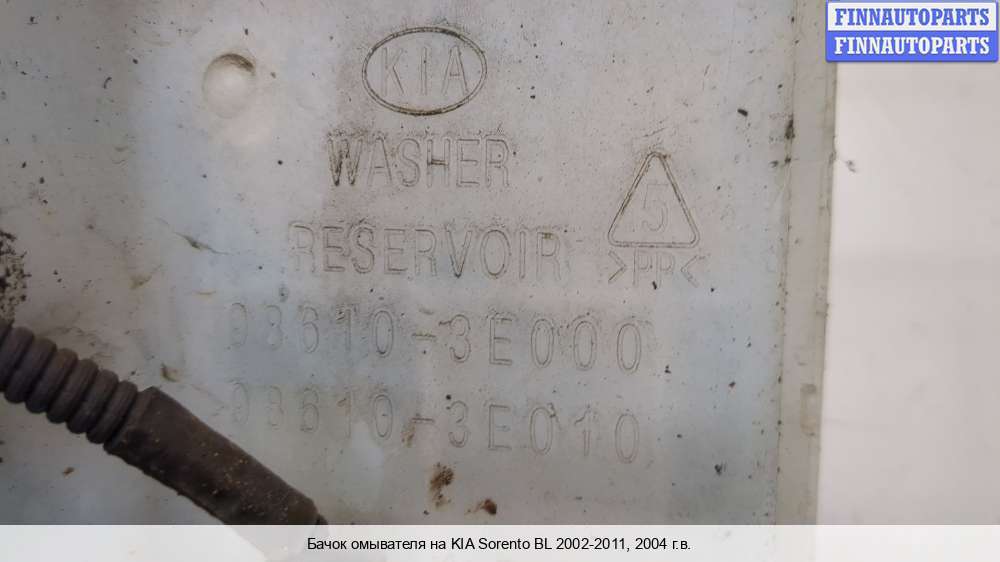 FINNAUTOPARTS
FINNAUTOPARTS
KIA
WASHER
RESERVOIR
5
>PP<
98610-3E000
98610-3E010
Бачок омывателя на KIA Sorento BL 2002-2011, 2004 г.в.